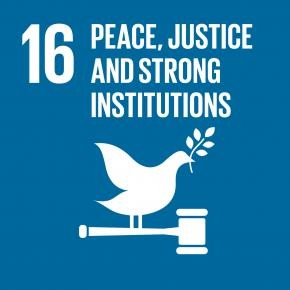 16 PEACE, JUSTICE
AND STRONG
INSTITUTIONS